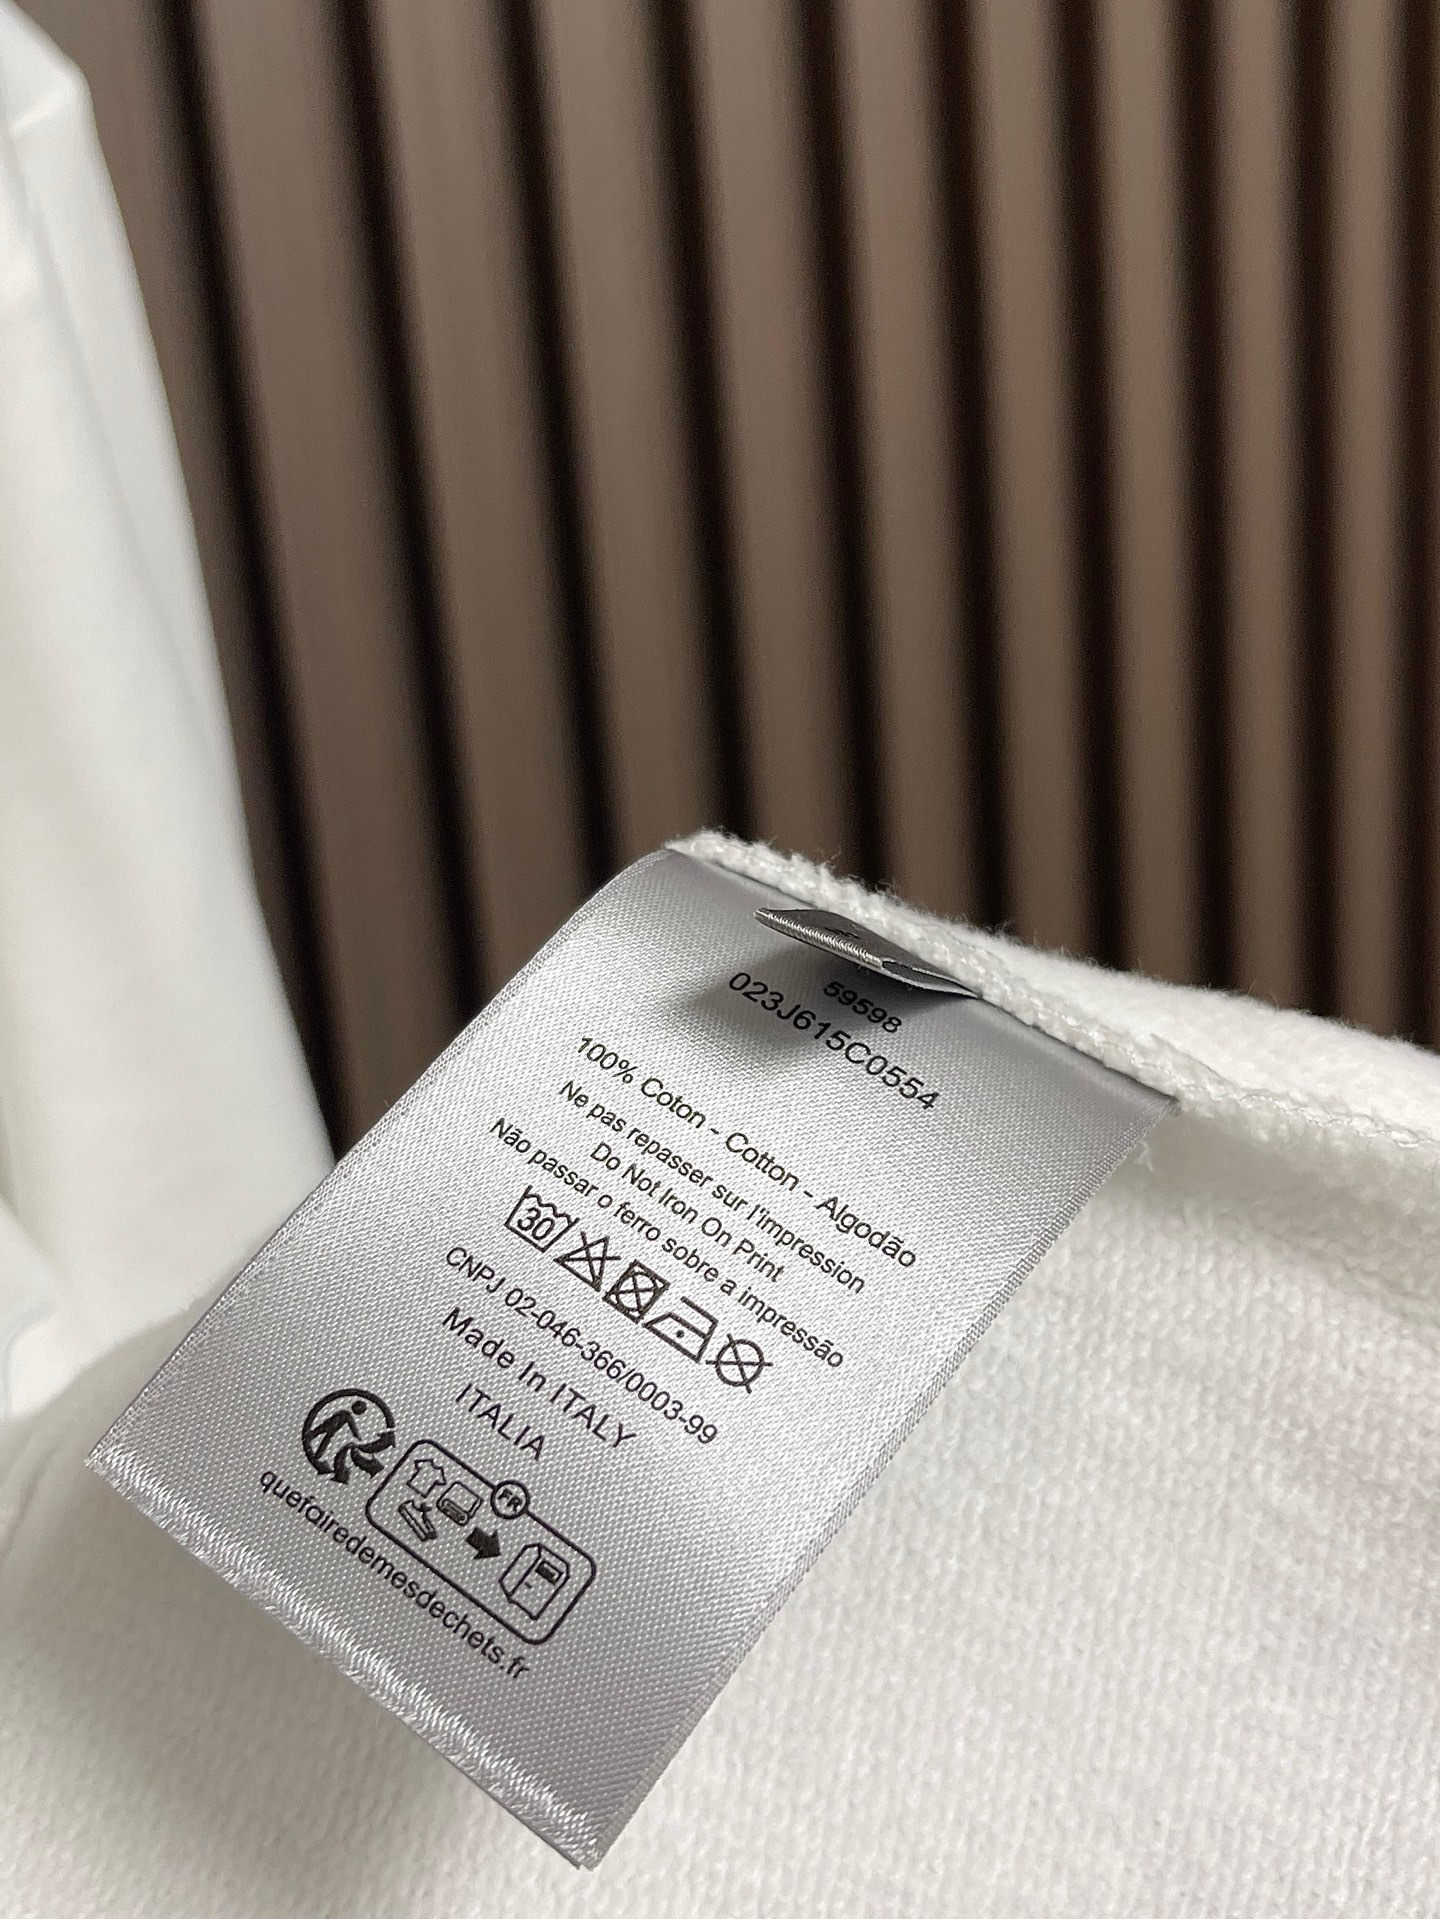 59598
023J615C0554
100% Coton - Cotton - Algodão
Ne pas repasser sur l'impression
Do Not Iron On Print
Não passar o ferro sobre a impressão
30
CNPJ 02-046-366/0003-99
Made In ITALY
ITALIA
FR
quefairedemesdechets.fr